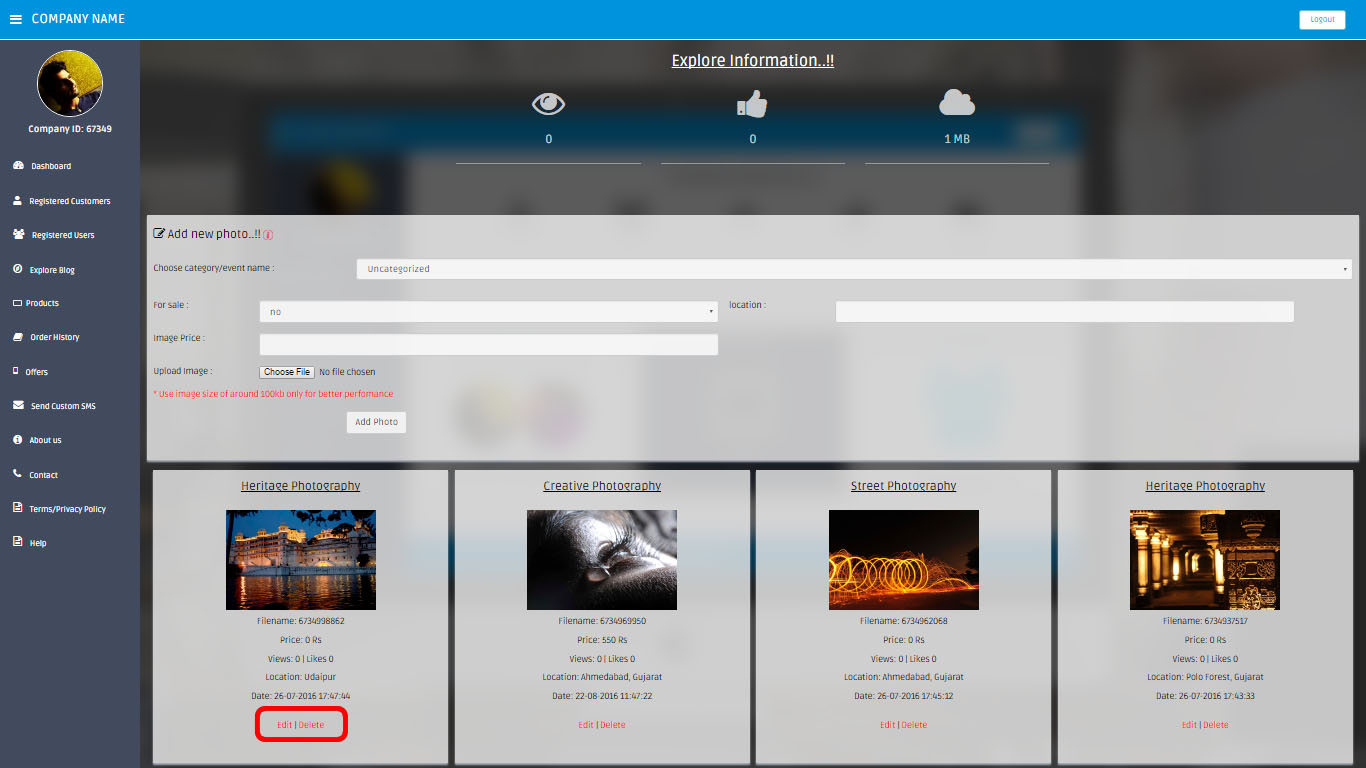 COMPANY NAME
Logout
Company ID: 67349
Dashboard
Registered Customers
Registered Users
Explore Blog
Products
Order History
Offers
Send Custom SMS
About us
Contact
Terms/Privacy Policy
Help
Explore Information..!!
0
0
1 MB
Add new photo..!!
Choose category/event name :
Uncategorized
For sale :
no
location :
Image Price :
Upload Image :
Choose File No file chosen
* Use image size of around 100kb only for better perfomance
Add Photo
Heritage Photography
Filename: 6734998862
Price: 0 Rs
Views: 0 | Likes 0
Location: Udaipur
Date: 26-07-2016 17:47:44
Edit | Delete
Creative Photography
Filename: 6734969950
Price: 550 Rs
Views: 0 | Likes 0
Location: Ahmedabad, Gujarat
Date: 22-08-2016 11:47:22
Edit | Delete
Street Photography
Filename: 6734962068
Price: 0 Rs
Views: 0 | Likes 0
Location: Ahmedabad, Gujarat
Date: 26-07-2016 17:45:12
Edit | Delete
Heritage Photography
Filename: 6734937517
Price: 0 Rs
Views: 0 | Likes 0
Location: Polo Forest, Gujarat
Date: 26-07-2016 17:43:33
Edit | Delete